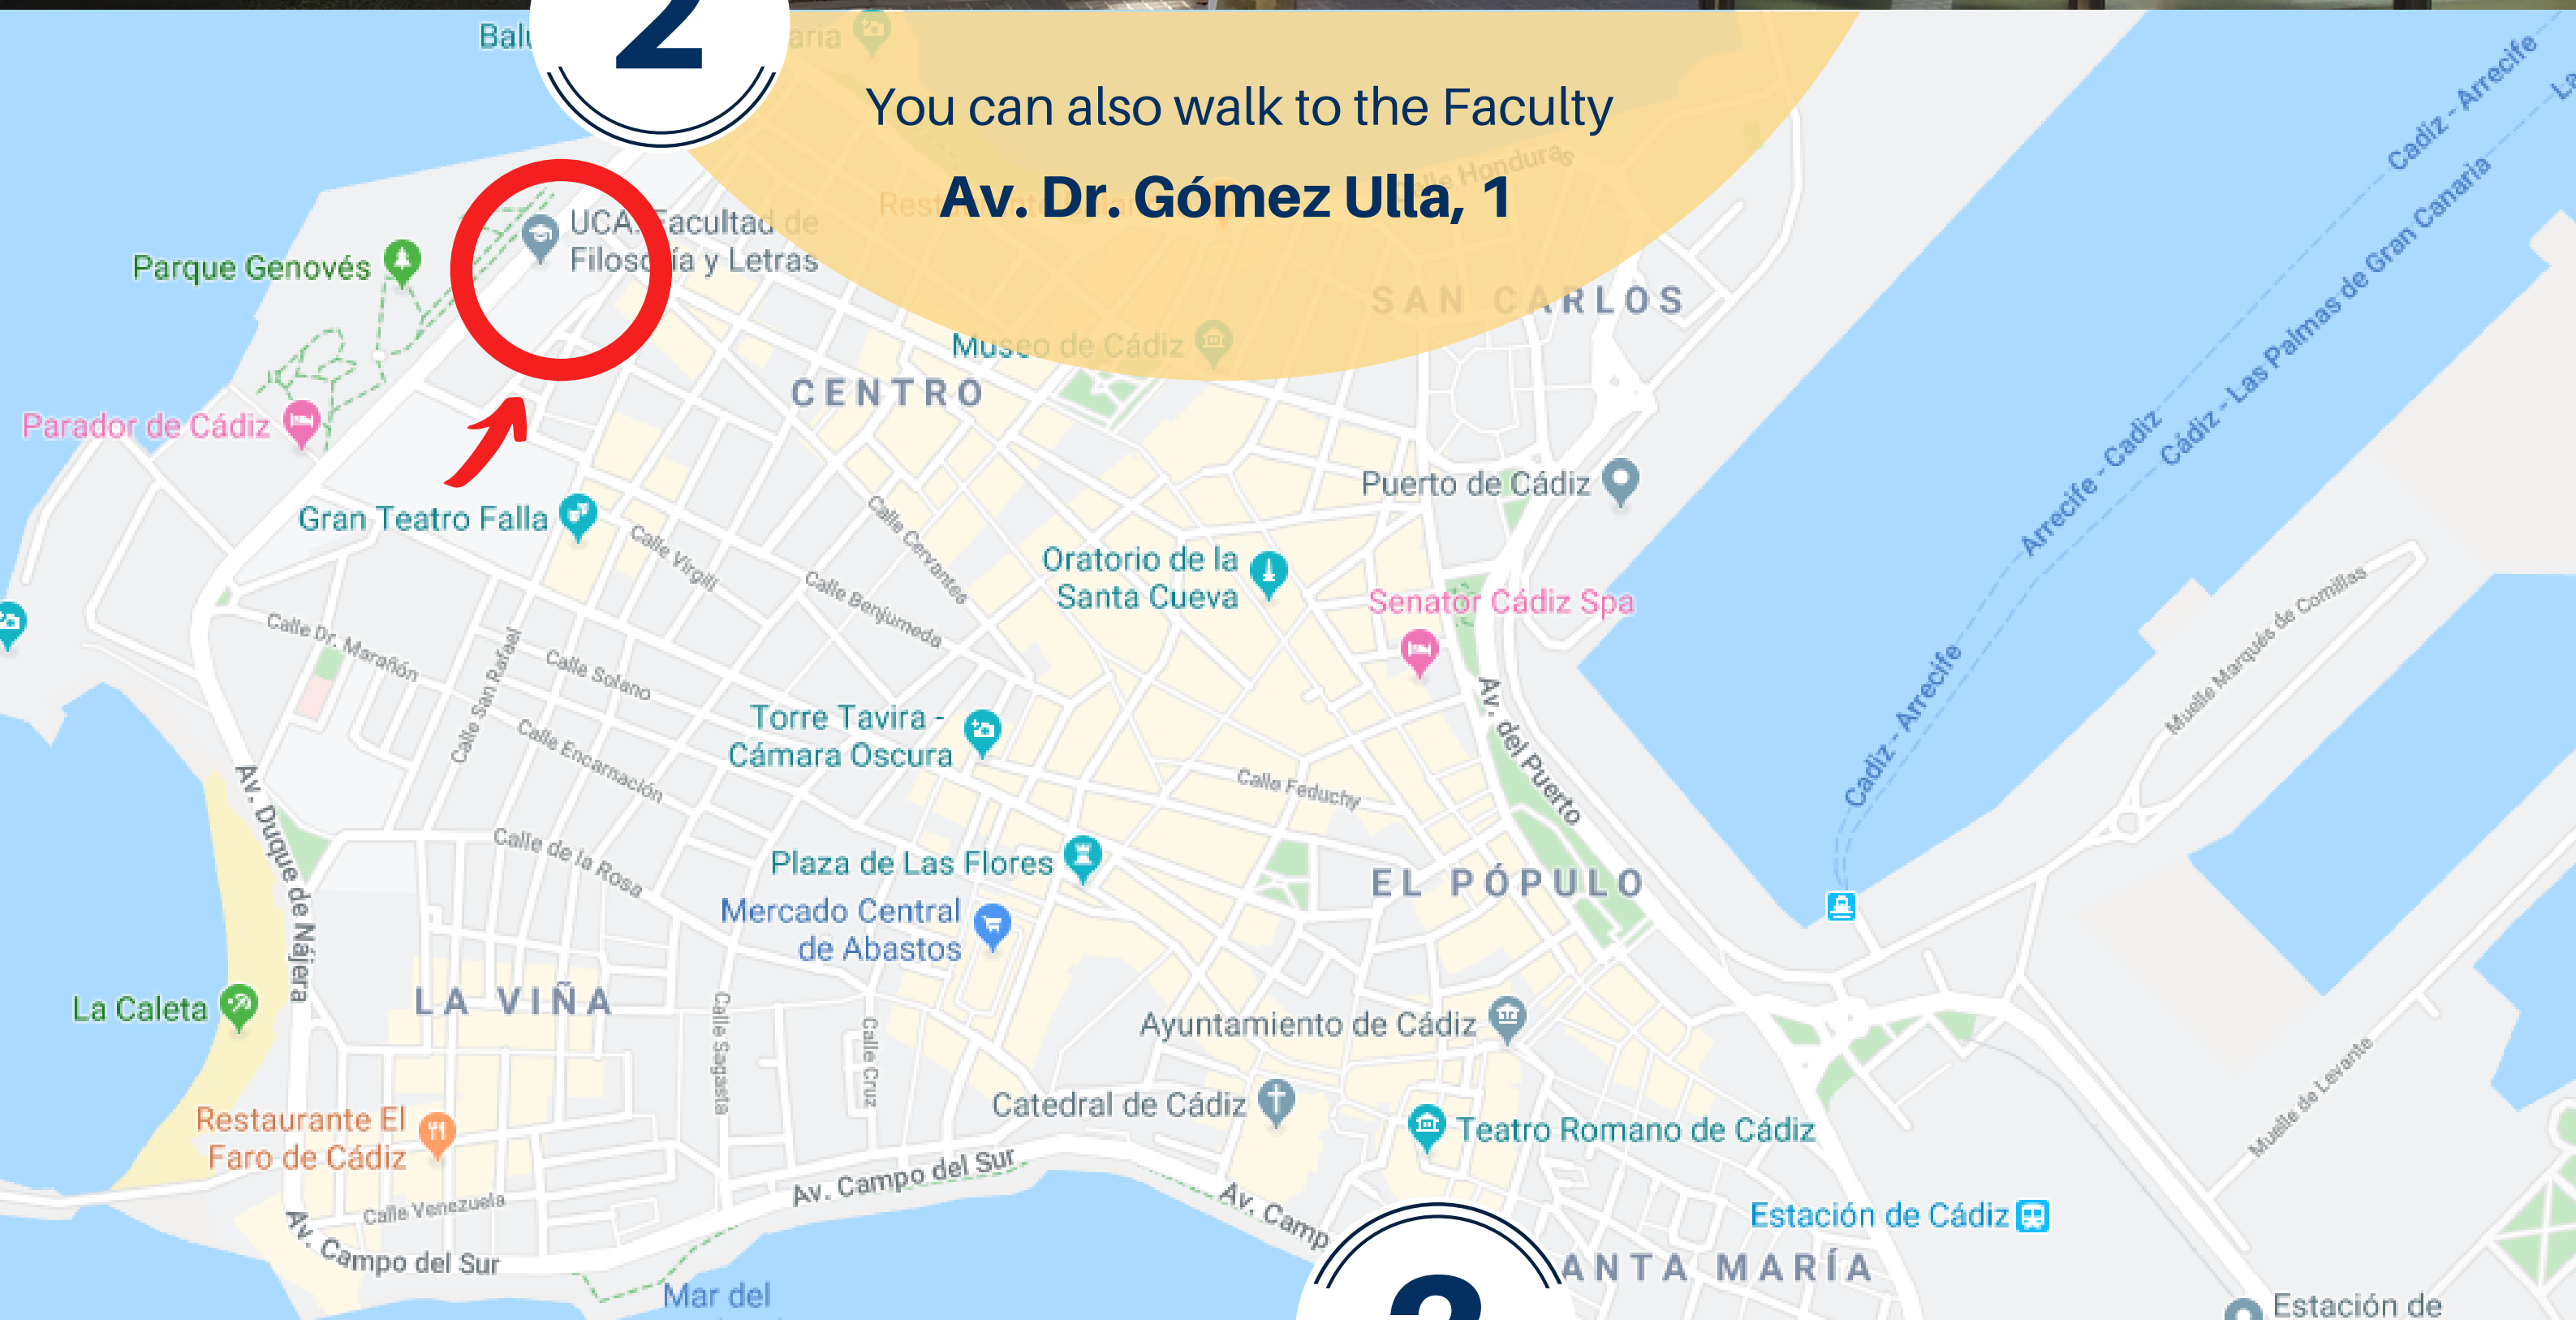 2
You can also walk to the Faculty
Av. Dr. Gómez Ulla, 1
Calle Honduras
UCA. Facultad de
Filosofía y Letras
Parque Genovés
SAN CARLOS
Museo de Cádiz
CENTRO
Parador de Cádiz
Gran Teatro Falla
Puerto de Cádiz
Calle Virgili
Calle Cervantes
Calle Benjumeda
Oratorio de la
Santa Cueva
Senator Cádiz Spa
Calle Dr. Marañón
Calle San Rafael
Calle Solano
Calle Encarnación
Torre Tavira -
Cámara Oscura
Av. del Puerto
Calle Feduchy
Av. Duque de Nájera
Calle de la Rosa
Plaza de Las Flores
Mercado Central
de Abastos
EL PÓPULO
La Caleta
LA VIÑA
Calle Sagasta
Calle Cruz
Ayuntamiento de Cádiz
Catedral de Cádiz
Teatro Romano de Cádiz
Restaurante El
Faro de Cádiz
Calle Venezuela
Av. Campo del Sur
Av. Campo del Sur
Av. Camp
Estación de Cádiz
ANTA MARÍA
Mar del
Estación de
Cadiz - Arrecife
Cádiz - Las Palmas de Gran Canaria
Arrecife - Cadiz
Cadiz - Arrecife
Muelle Marqués de Comillas
Muelle de Levante